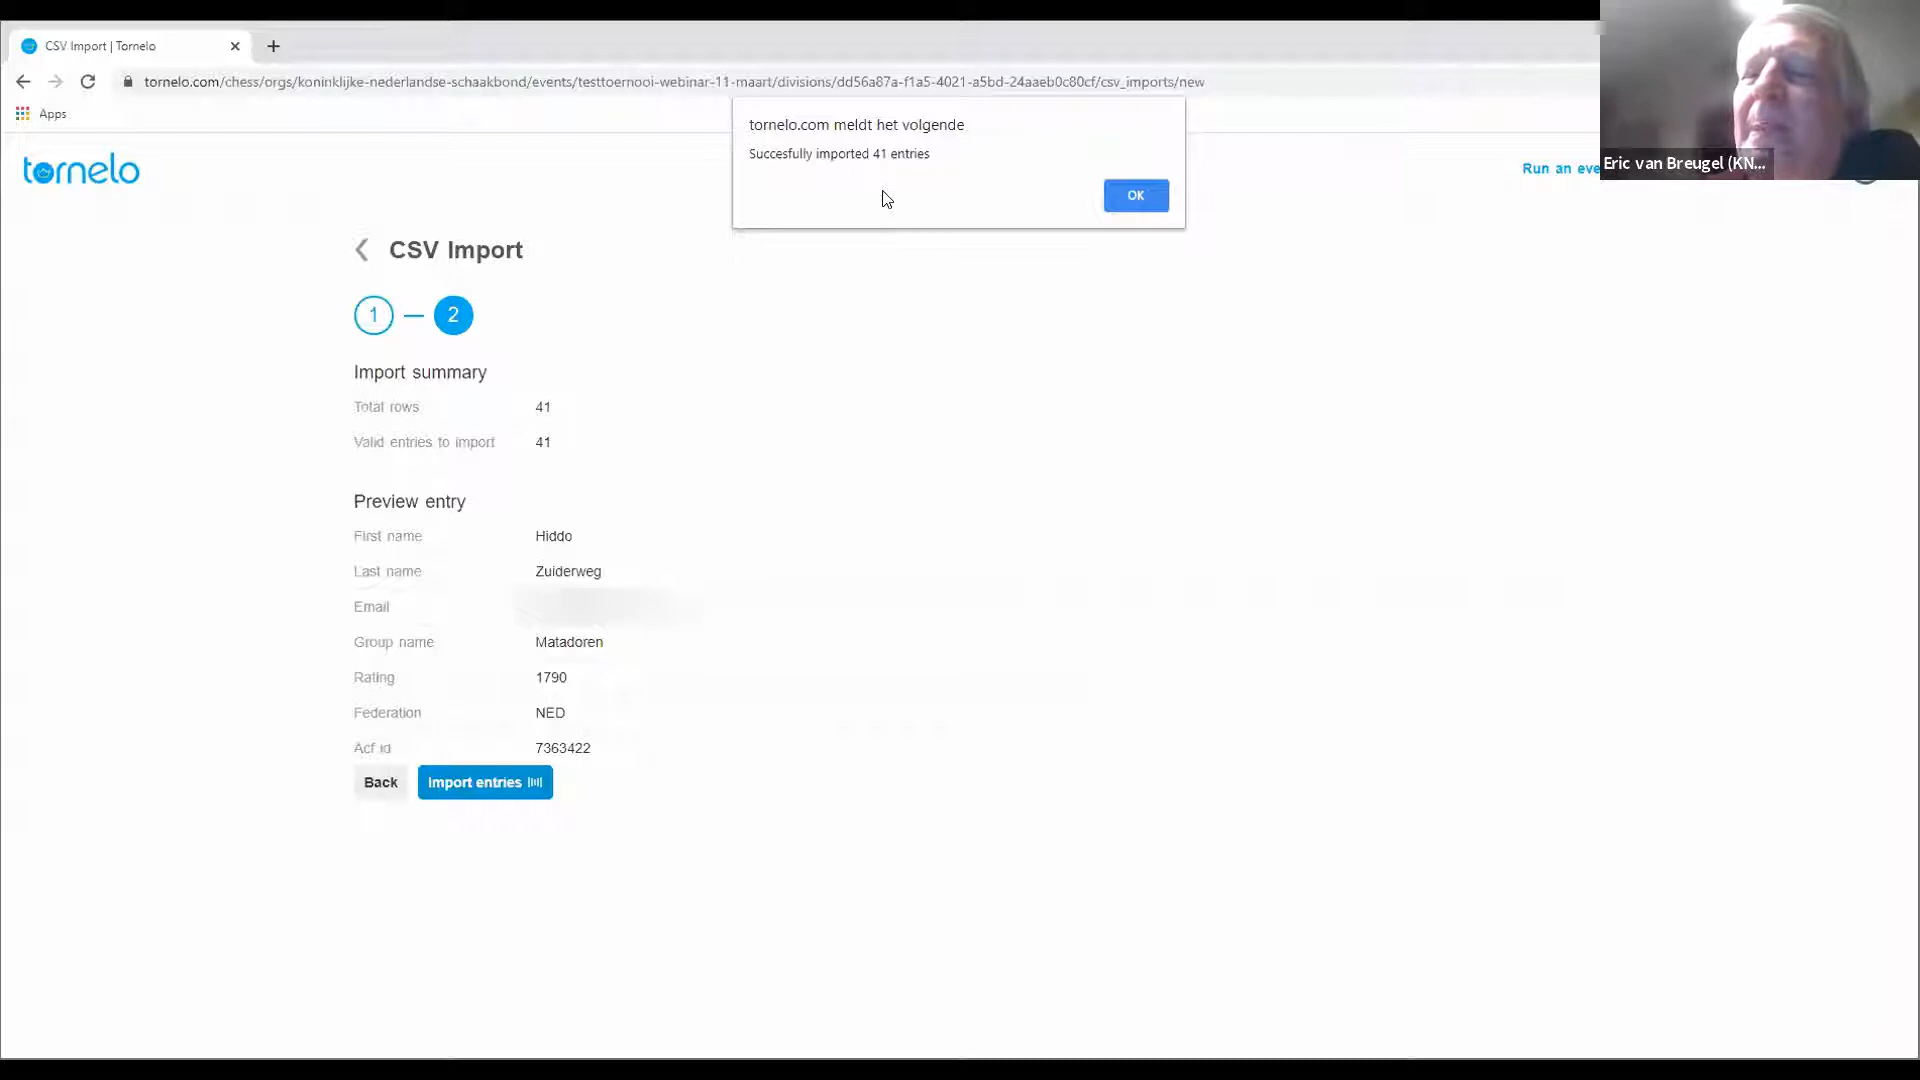 CSV Import | Tornelo
tornelo.com/chess/orgs/koninklijke-nederlandse-schaakbond/events/testtoernooi-webinar-11-maart/divisions/dd56a87a-f1a5-4021-a5bd-24aaeb0c80cf/csv_imports/new
Apps
tornelo.com meldt het volgende
Succesfully imported 41 entries
OK
Eric van Breugel (KN...
tornelo
Run an eve
CSV Import
1
2
Import summary
Total rows 41
Valid entries to import 41
Preview entry
First name Hiddo
Last name Zuiderweg
Email
Group name Matadoren
Rating 1790
Federation NED
Acf id 7363422
Back Import entries